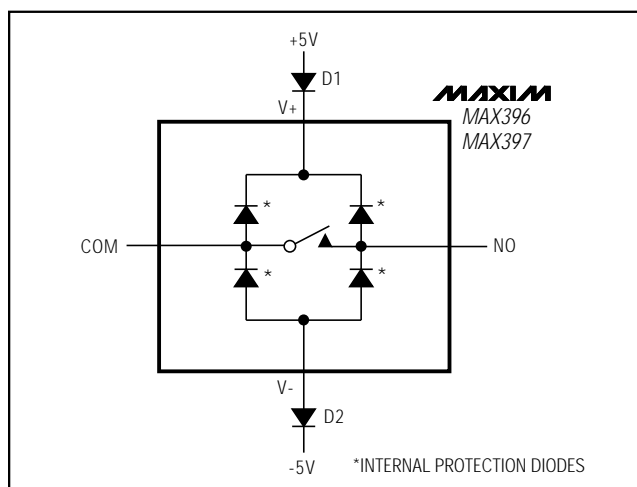 +5V
D1
V+
MAXIM
MAX396
MAX397
*
*
COM
NO
*
*
V-
D2
-5V
*INTERNAL PROTECTION DIODES